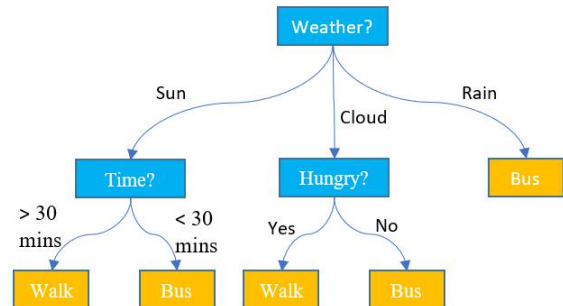 Weather?
Sun
Cloud
Rain
Time?
Hungry?
Bus
> 30
mins
< 30
mins
Yes
No
Walk
Bus
Walk
Bus